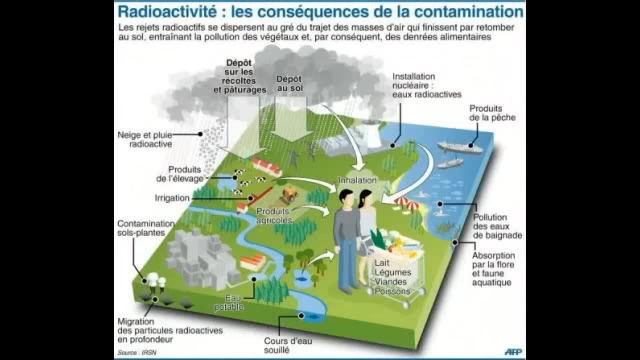 Radioactivité : les conséquences de la contamination
Les rejets radioactifs se dispersent au gré du trajet des masses d'air qui finissent par retomber
au sol, entraînant la pollution des végétaux et, par conséquent, des denrées alimentaires
Dépôt
sur les
récoltes
et pâturages
Dépôt
au sol
Installation
nucléaire :
eaux radioactives
Produits
de la pêche
Neige et pluie
radioactive
Produits
de l'élevage
Inhalation
Irrigation
Produits
agricoles
Contamination
sols-plantes
Pollution
des eaux
de baignade
Absorption
par la flore
et faune
aquatique
Lait
Légumes
Viandes
Poissons
Eau
potable
Migration
des particules radioactives
en profondeur
Cours d'eau
souillé
Source : IRSN
AFP